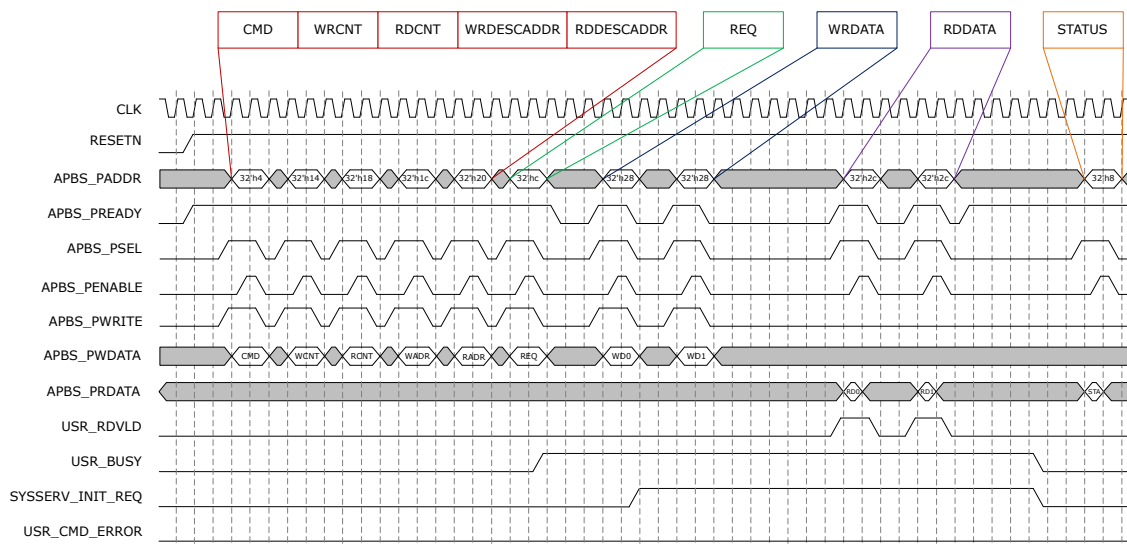 CMD WRCNT RDCNT WRDESCADDR RDDESCADDR REQ WRDATA RDDATA STATUS
CLK
RESETN
APBS_PADDR 32'h4 32'h14 32'h18 32'h1c 32'h20 32'hc 32'h28 32'h28 32'h2c 32'h2c 32'h8
APBS_PREADY
APBS_PSEL
APBS_PENABLE
APBS_PWRITE
APBS_PWDATA CMD WCNT RCNT WADR RADR REQ WD0 WD1
APBS_PRDATA RD0 RD1 STA
USR_RDVLD
USR_BUSY
SYSSERV_INIT_REQ
USR_CMD_ERROR